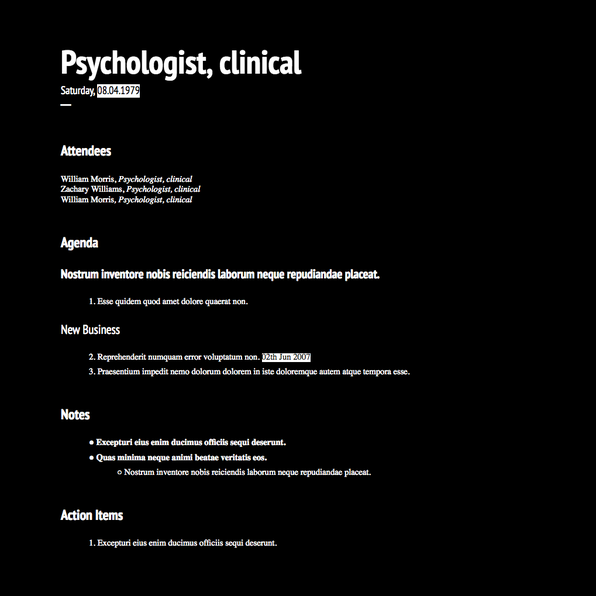 Psychologist, clinical
Saturday, 08.04.1979
Attendees
William Morris, Psychologist, clinical
Zachary Williams, Psychologist, clinical
William Morris, Psychologist, clinical
Agenda
Nostrum inventore nobis reiciendis laborum neque repudiandae placeat.
1. Esse quidem quod amet dolore quaerat non.
New Business
2. Reprehenderit numquam error voluptatum non. 02th Jun 2007
3. Praesentium impedit nemo dolorum dolorem in iste doloremque autem atque tempora esse.
Notes
● Excepturi eius enim ducimus officiis sequi deserunt.
● Quas minima neque animi beatae veritatis eos.
○ Nostrum inventore nobis reiciendis laborum neque repudiandae placeat.
Action Items
1. Excepturi eius enim ducimus officiis sequi deserunt.